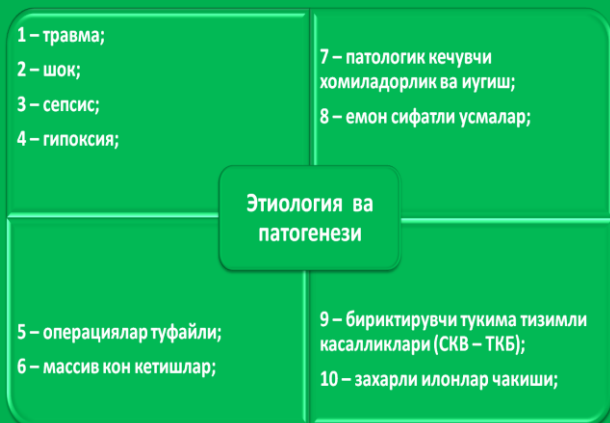 1 – травма;
2 – шок;
3 – сепсис;
4 – гипоксия;
7 – патологик кечувчи
хомиладорлик ва иугиш;
8 – емон сифатли усмалар;
Этиология ва
патогенези
5 – операциялар туфайли;
6 – массив кон кетишлар;
9 – бириктирувчи тукима тизимли
касалликлари (СКВ – ТКБ);
10 – захарли илонлар чакиши;